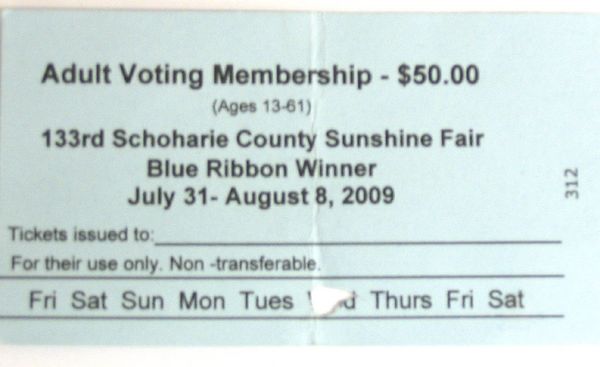 Adult Voting Membership - $50.00
(Ages 13-61)
133rd Schoharie County Sunshine Fair
Blue Ribbon Winner
July 31- August 8, 2009
312
Tickets issued to:
For their use only. Non -transferable.
Fri Sat Sun Mon Tues Thurs Fri Sat